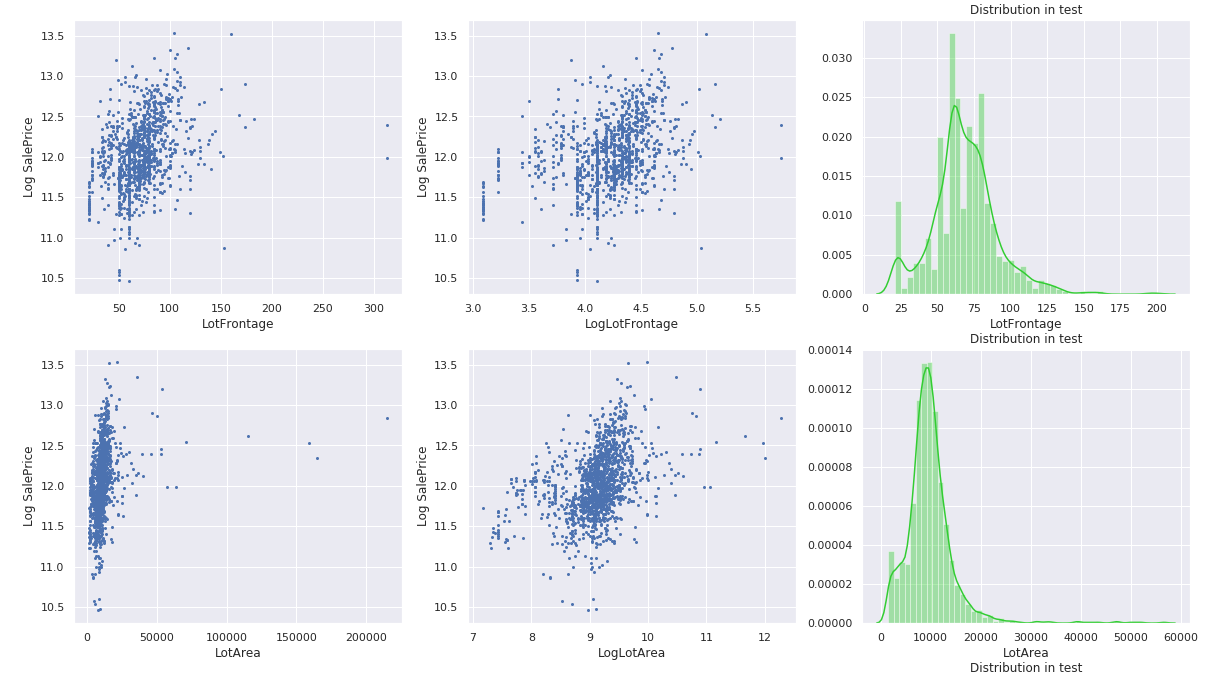 Distribution in test
13.5
13.0
12.5
12.0
11.5
11.0
10.5
Log SalePrice
50 100 150 200 250 300
LotFrontage
13.5
13.0
12.5
12.0
11.5
11.0
10.5
Log SalePrice
3.0 3.5 4.0 4.5 5.0 5.5
LogLotFrontage
0.030
0.025
0.020
0.015
0.010
0.005
0.000
0 25 50 75 100 125 150 175 200
LotFrontage
Distribution in test
13.5
13.0
12.5
12.0
11.5
11.0
10.5
Log SalePrice
0 50000 100000 150000 200000
LotArea
13.5
13.0
12.5
12.0
11.5
11.0
10.5
Log SalePrice
7 8 9 10 11 12
LogLotArea
0.00014
0.00012
0.00010
0.00008
0.00006
0.00004
0.00002
0.00000
0 10000 20000 30000 40000 50000 60000
LotArea
Distribution in test